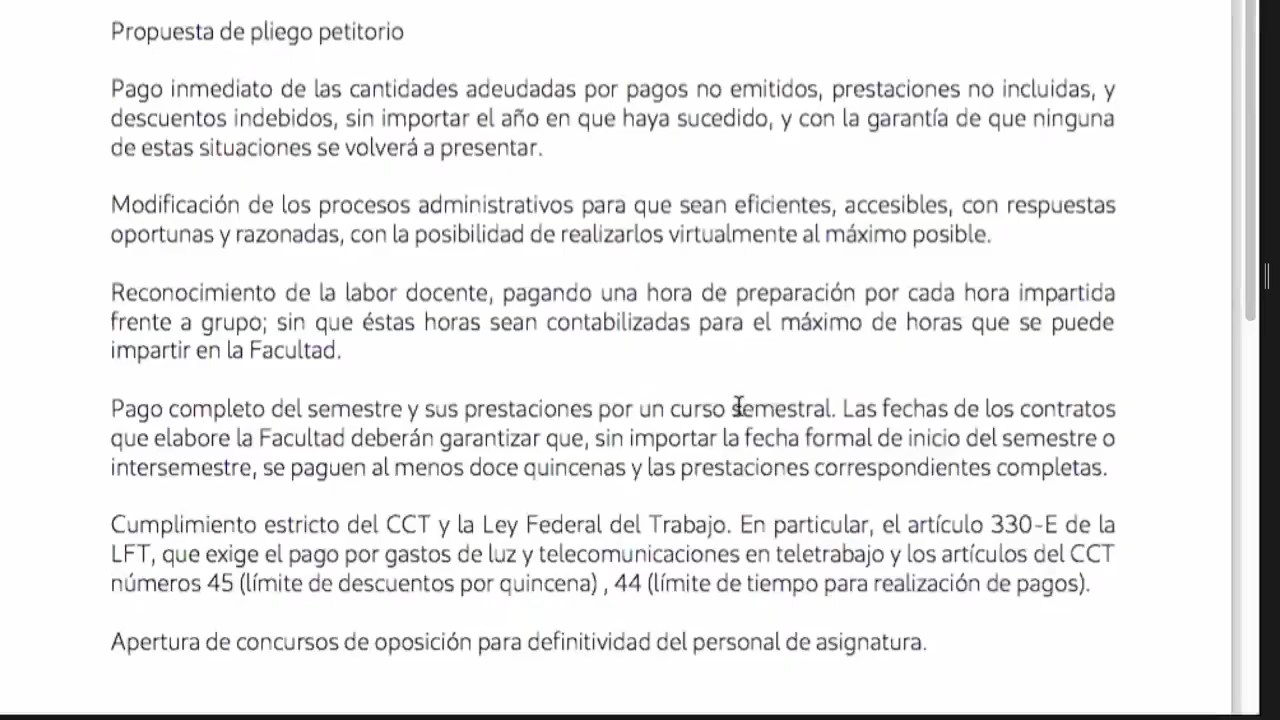 Propuesta de pliego petitorio
Pago inmediato de las cantidades adeudadas por pagos no emitidos, prestaciones no incluidas, y
descuentos indebidos, sin importar el año en que haya sucedido, y con la garantía de que ninguna
de estas situaciones se volverá a presentar.
Modificación de los procesos administrativos para que sean eficientes, accesibles, con respuestas
oportunas y razonadas, con la posibilidad de realizarlos virtualmente al máximo posible.
Reconocimiento de la labor docente, pagando una hora de preparación por cada hora impartida
frente a grupo; sin que éstas horas sean contabilizadas para el máximo de horas que se puede
impartir en la Facultad.
Pago completo del semestre y sus prestaciones por un curso semestral. Las fechas de los contratos
que elabore la Facultad deberán garantizar que, sin importar la fecha formal de inicio del semestre o
intersemestre, se paguen al menos doce quincenas y las prestaciones correspondientes completas.
Cumplimiento estricto del CCT y la Ley Federal del Trabajo. En particular, el artículo 330-E de la
LFT, que exige el pago por gastos de luz y telecomunicaciones en teletrabajo y los artículos del CCT
números 45 (límite de descuentos por quincena) , 44 (límite de tiempo para realización de pagos).
Apertura de concursos de oposición para definitividad del personal de asignatura.